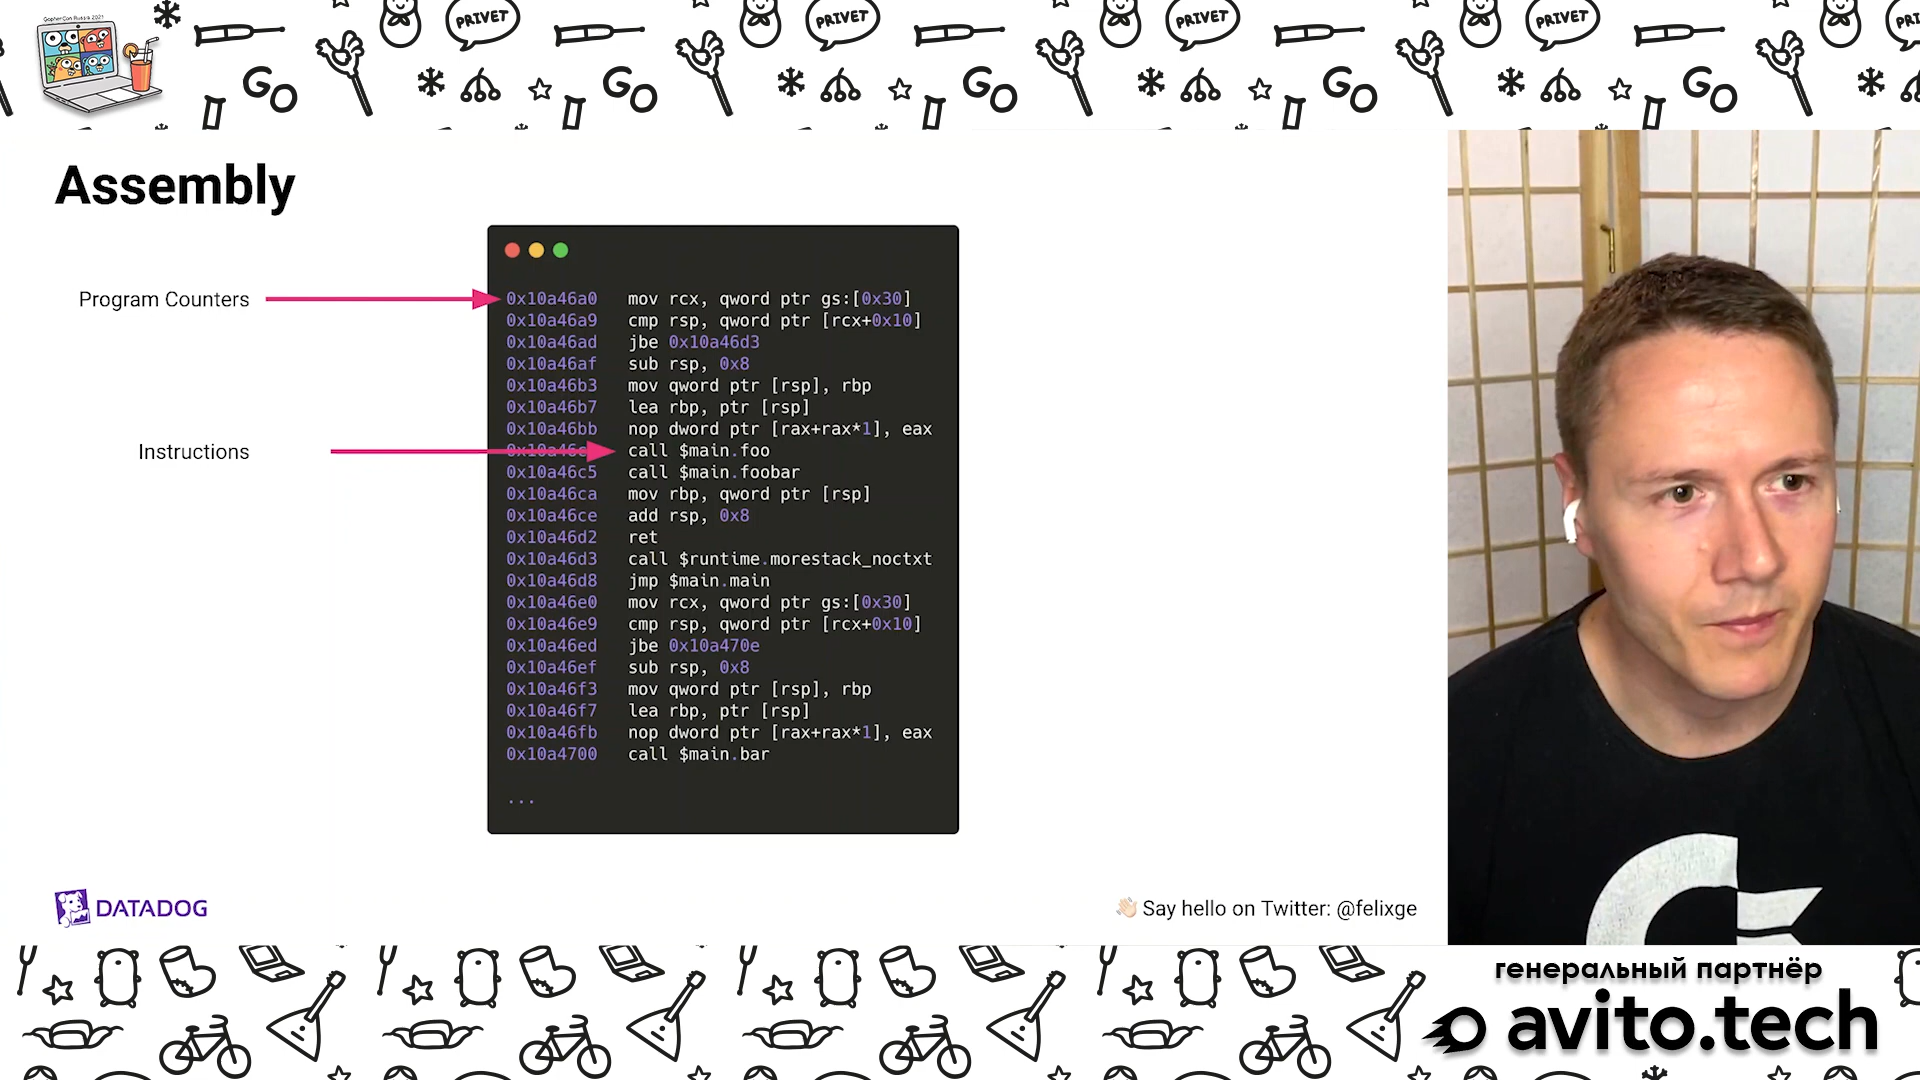 GopherCon Russia 2021
PRIVET
PRIVET
PRIVET
PRIVET
GO
GO
GO
GO
GO
Assembly
Program Counters
Instructions
0x10a46a0 mov rcx, qword ptr gs:[0x30]
0x10a46a9 cmp rsp, qword ptr [rcx+0x10]
0x10a46ad jbe 0x10a46d3
0x10a46af sub rsp, 0x8
0x10a46b3 mov qword ptr [rsp], rbp
0x10a46b7 lea rbp, ptr [rsp]
0x10a46bb nop dword ptr [rax+rax*1], eax
call $main.foo
0x10a46c5 call $main.foobar
0x10a46ca mov rbp, qword ptr [rsp]
0x10a46ce add rsp, 0x8
0x10a46d2 ret
0x10a46d3 call $runtime.morestack_noctxt
0x10a46d8 jmp $main.main
0x10a46e0 mov rcx, qword ptr gs:[0x30]
0x10a46e9 cmp rsp, qword ptr [rcx+0x10]
0x10a46ed jbe 0x10a470e
0x10a46ef sub rsp, 0x8
0x10a46f3 mov qword ptr [rsp], rbp
0x10a46f7 lea rbp, ptr [rsp]
0x10a46fb nop dword ptr [rax+rax*1], eax
0x10a4700 call $main.bar
...
DATADOG
👋🏻 Say hello on Twitter: @felixge
генеральный партнёр
avito.tech